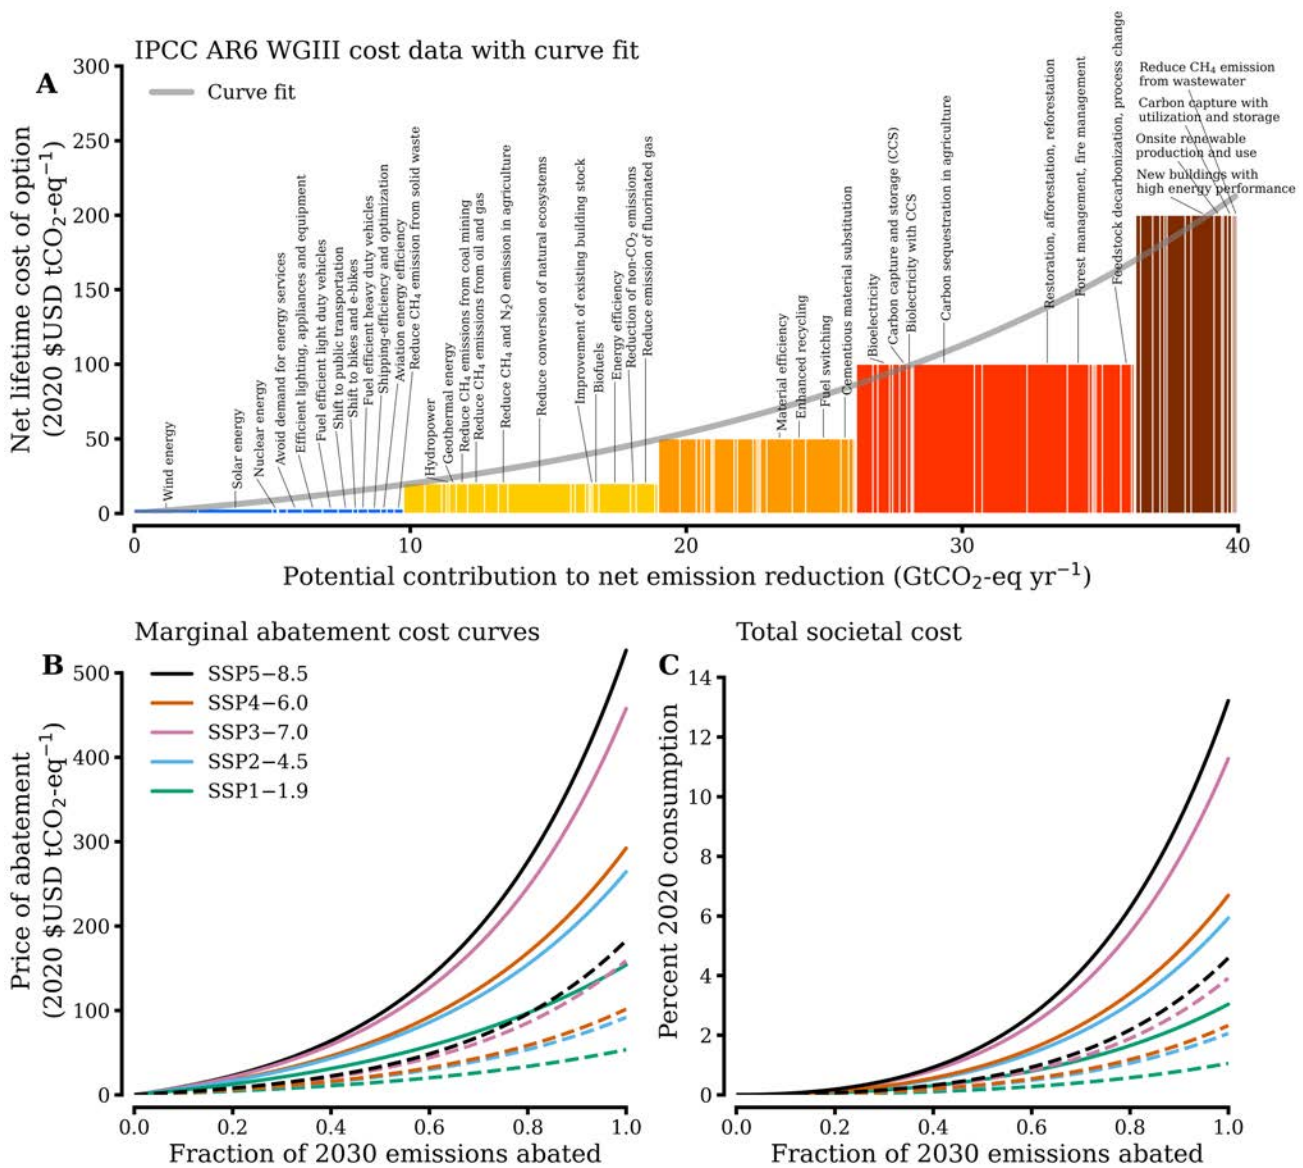 IPCC AR6 WGIII cost data with curve fit
A
Curve fit
Net lifetime cost of option
(2020 $USD tCO₂-eq⁻¹)
300
250
200
150
100
50
0
Wind energy
Solar energy
Nuclear energy
Avoid demand for energy services
Efficient lighting, appliances and equipment
Fuel efficient light duty vehicles
Shift to public transportation
Shift to bikes and e-bikes
Fuel efficient heavy duty vehicles
Shipping-efficiency and optimization
Aviation energy efficiency
Reduce CH₄ emission from solid waste
Hydropower
Geothermal energy
Reduce CH₄ emissions from coal mining
Reduce CH₄ emissions from oil and gas
Reduce CH₄ and N₂O emission in agriculture
Reduce conversion of natural ecosystems
Improvement of existing building stock
Biofuels
Energy efficiency
Reduction of non-CO₂ emissions
Reduce emission of fluorinated gas
Material efficiency
Enhanced recycling
Fuel switching
Cementious material substitution
Bioelectricity
Carbon capture and storage (CCS)
Biolectricity with CCS
Carbon sequestration in agriculture
Restoration, afforestation, reforestation
Forest management, fire management
Feedstock decarbonization, process change
Reduce CH₄ emission
from wastewater
Carbon capture with
utilization and storage
Onsite renewable
production and use
New buildings with
high energy performance
0 10 20 30 40
Potential contribution to net emission reduction (GtCO₂-eq yr⁻¹)
Marginal abatement cost curves
B
SSP5−8.5
SSP4−6.0
SSP3−7.0
SSP2−4.5
SSP1−1.9
Price of abatement
(2020 $USD tCO₂-eq⁻¹)
500
400
300
200
100
0
0.0 0.2 0.4 0.6 0.8 1.0
Fraction of 2030 emissions abated
Total societal cost
C
Percent 2020 consumption
14
12
10
8
6
4
2
0
0.0 0.2 0.4 0.6 0.8 1.0
Fraction of 2030 emissions abated